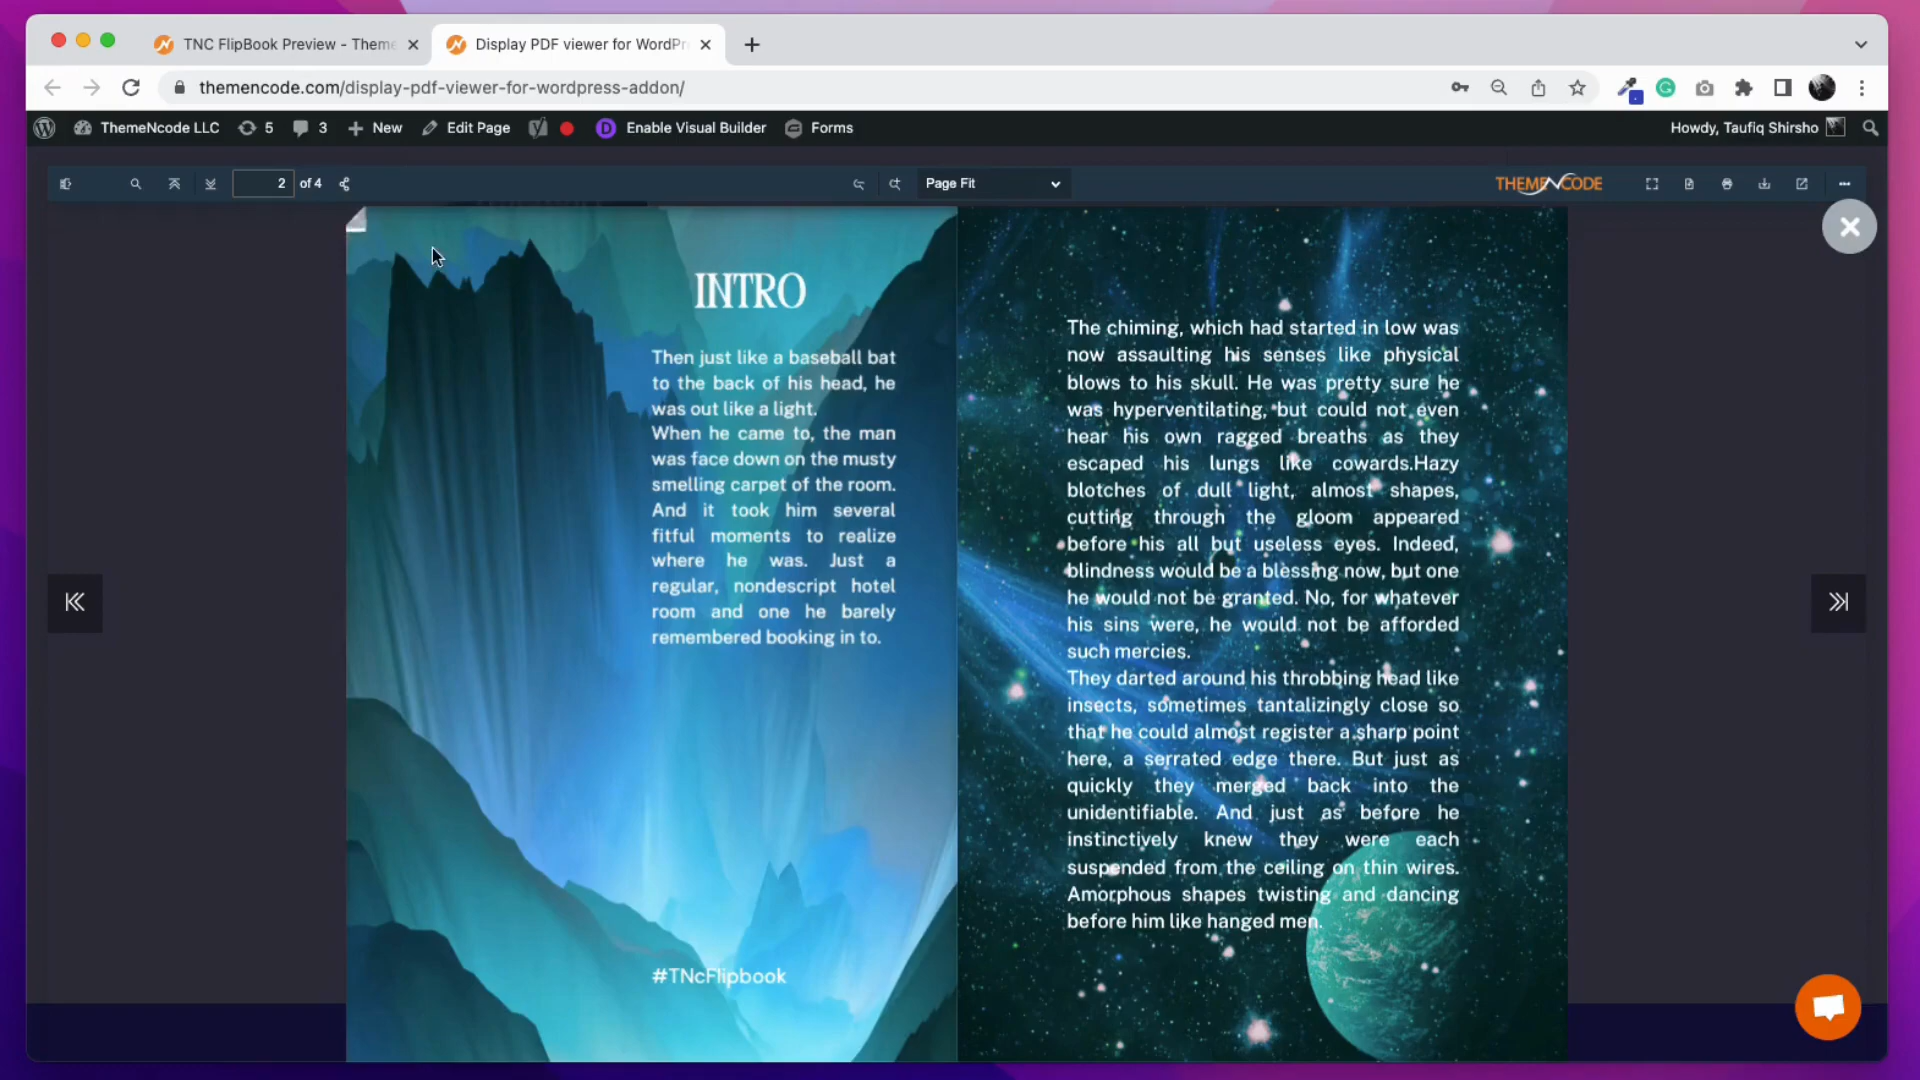 TNC FlipBook Preview - Theme
Display PDF viewer for WordPr
themencode.com/display-pdf-viewer-for-wordpress-addon/
ThemeNcode LLC 5 3 New Edit Page Enable Visual Builder Forms Howdy, Taufiq Shirsho
2 of 4 Page Fit THEMENCODE
INTRO
Then just like a baseball bat
to the back of his head, he
was out like a light.
When he came to, the man
was face down on the musty
smelling carpet of the room.
And it took him several
fitful moments to realize
where he was. Just a
regular, nondescript hotel
room and one he barely
remembered booking in to.
#TNcFlipbook
The chiming, which had started in low was
now assaulting his senses like physical
blows to his skull. He was pretty sure he
was hyperventilating, but could not even
hear his own ragged breaths as they
escaped his lungs like cowards.Hazy
blotches of dull light, almost shapes,
cutting through the gloom appeared
before his all but useless eyes. Indeed,
blindness would be a blessing now, but one
he would not be granted. No, for whatever
his sins were, he would not be afforded
such mercies.
They darted around his throbbing head like
insects, sometimes tantalizingly close so
that he could almost register a sharp point
here, a serrated edge there. But just as
quickly they merged back into the
unidentifiable. And just as before he
instinctively knew they were each
suspended from the ceiling on thin wires.
Amorphous shapes twisting and dancing
before him like hanged men.